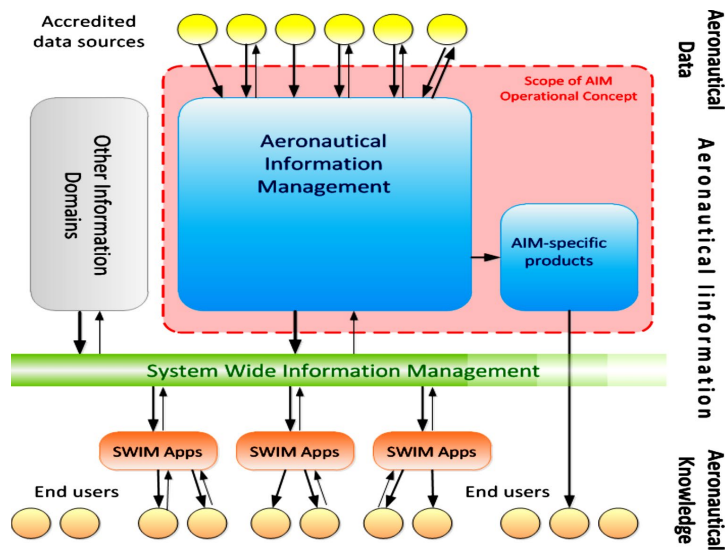 Accredited
data sources
Aeronautical
Data
Scope of AIM
Operational Concept
Other Information
Domains
Aeronautical
Information
Management
AIM-specific
products
Aeronautical Iinformation
System Wide Information Management
SWIM Apps
SWIM Apps
SWIM Apps
End users
End users
Aeronautical
Knowledge